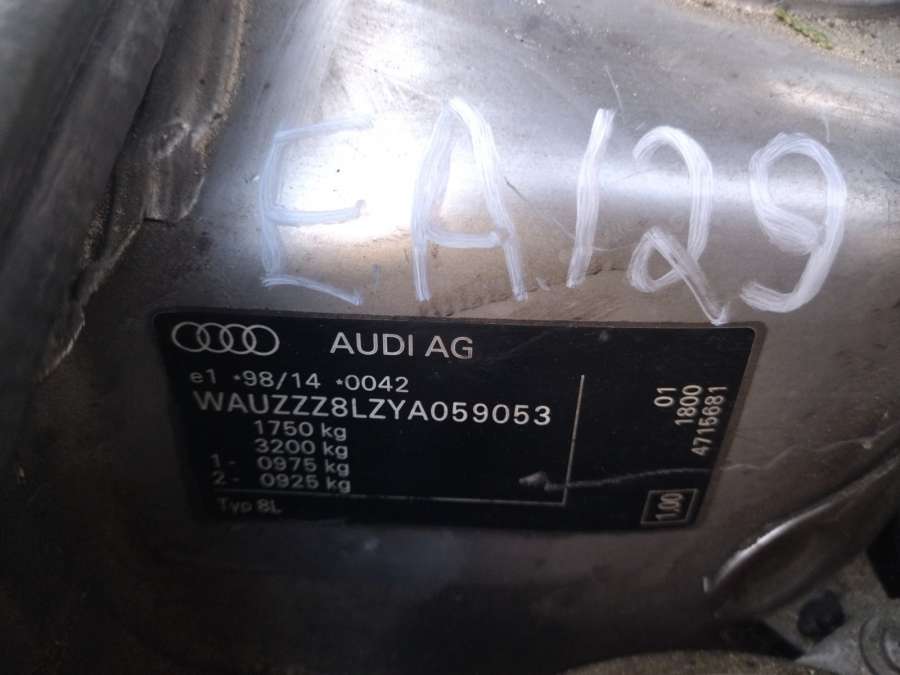 EA129
AUDI AG
e1 *98/14 *0042
WAUZZZ8LZYA059053
1750 kg
3200 kg
1- 0975 kg
2- 0925 kg
Typ 8L
01
1800
4715681
1.00